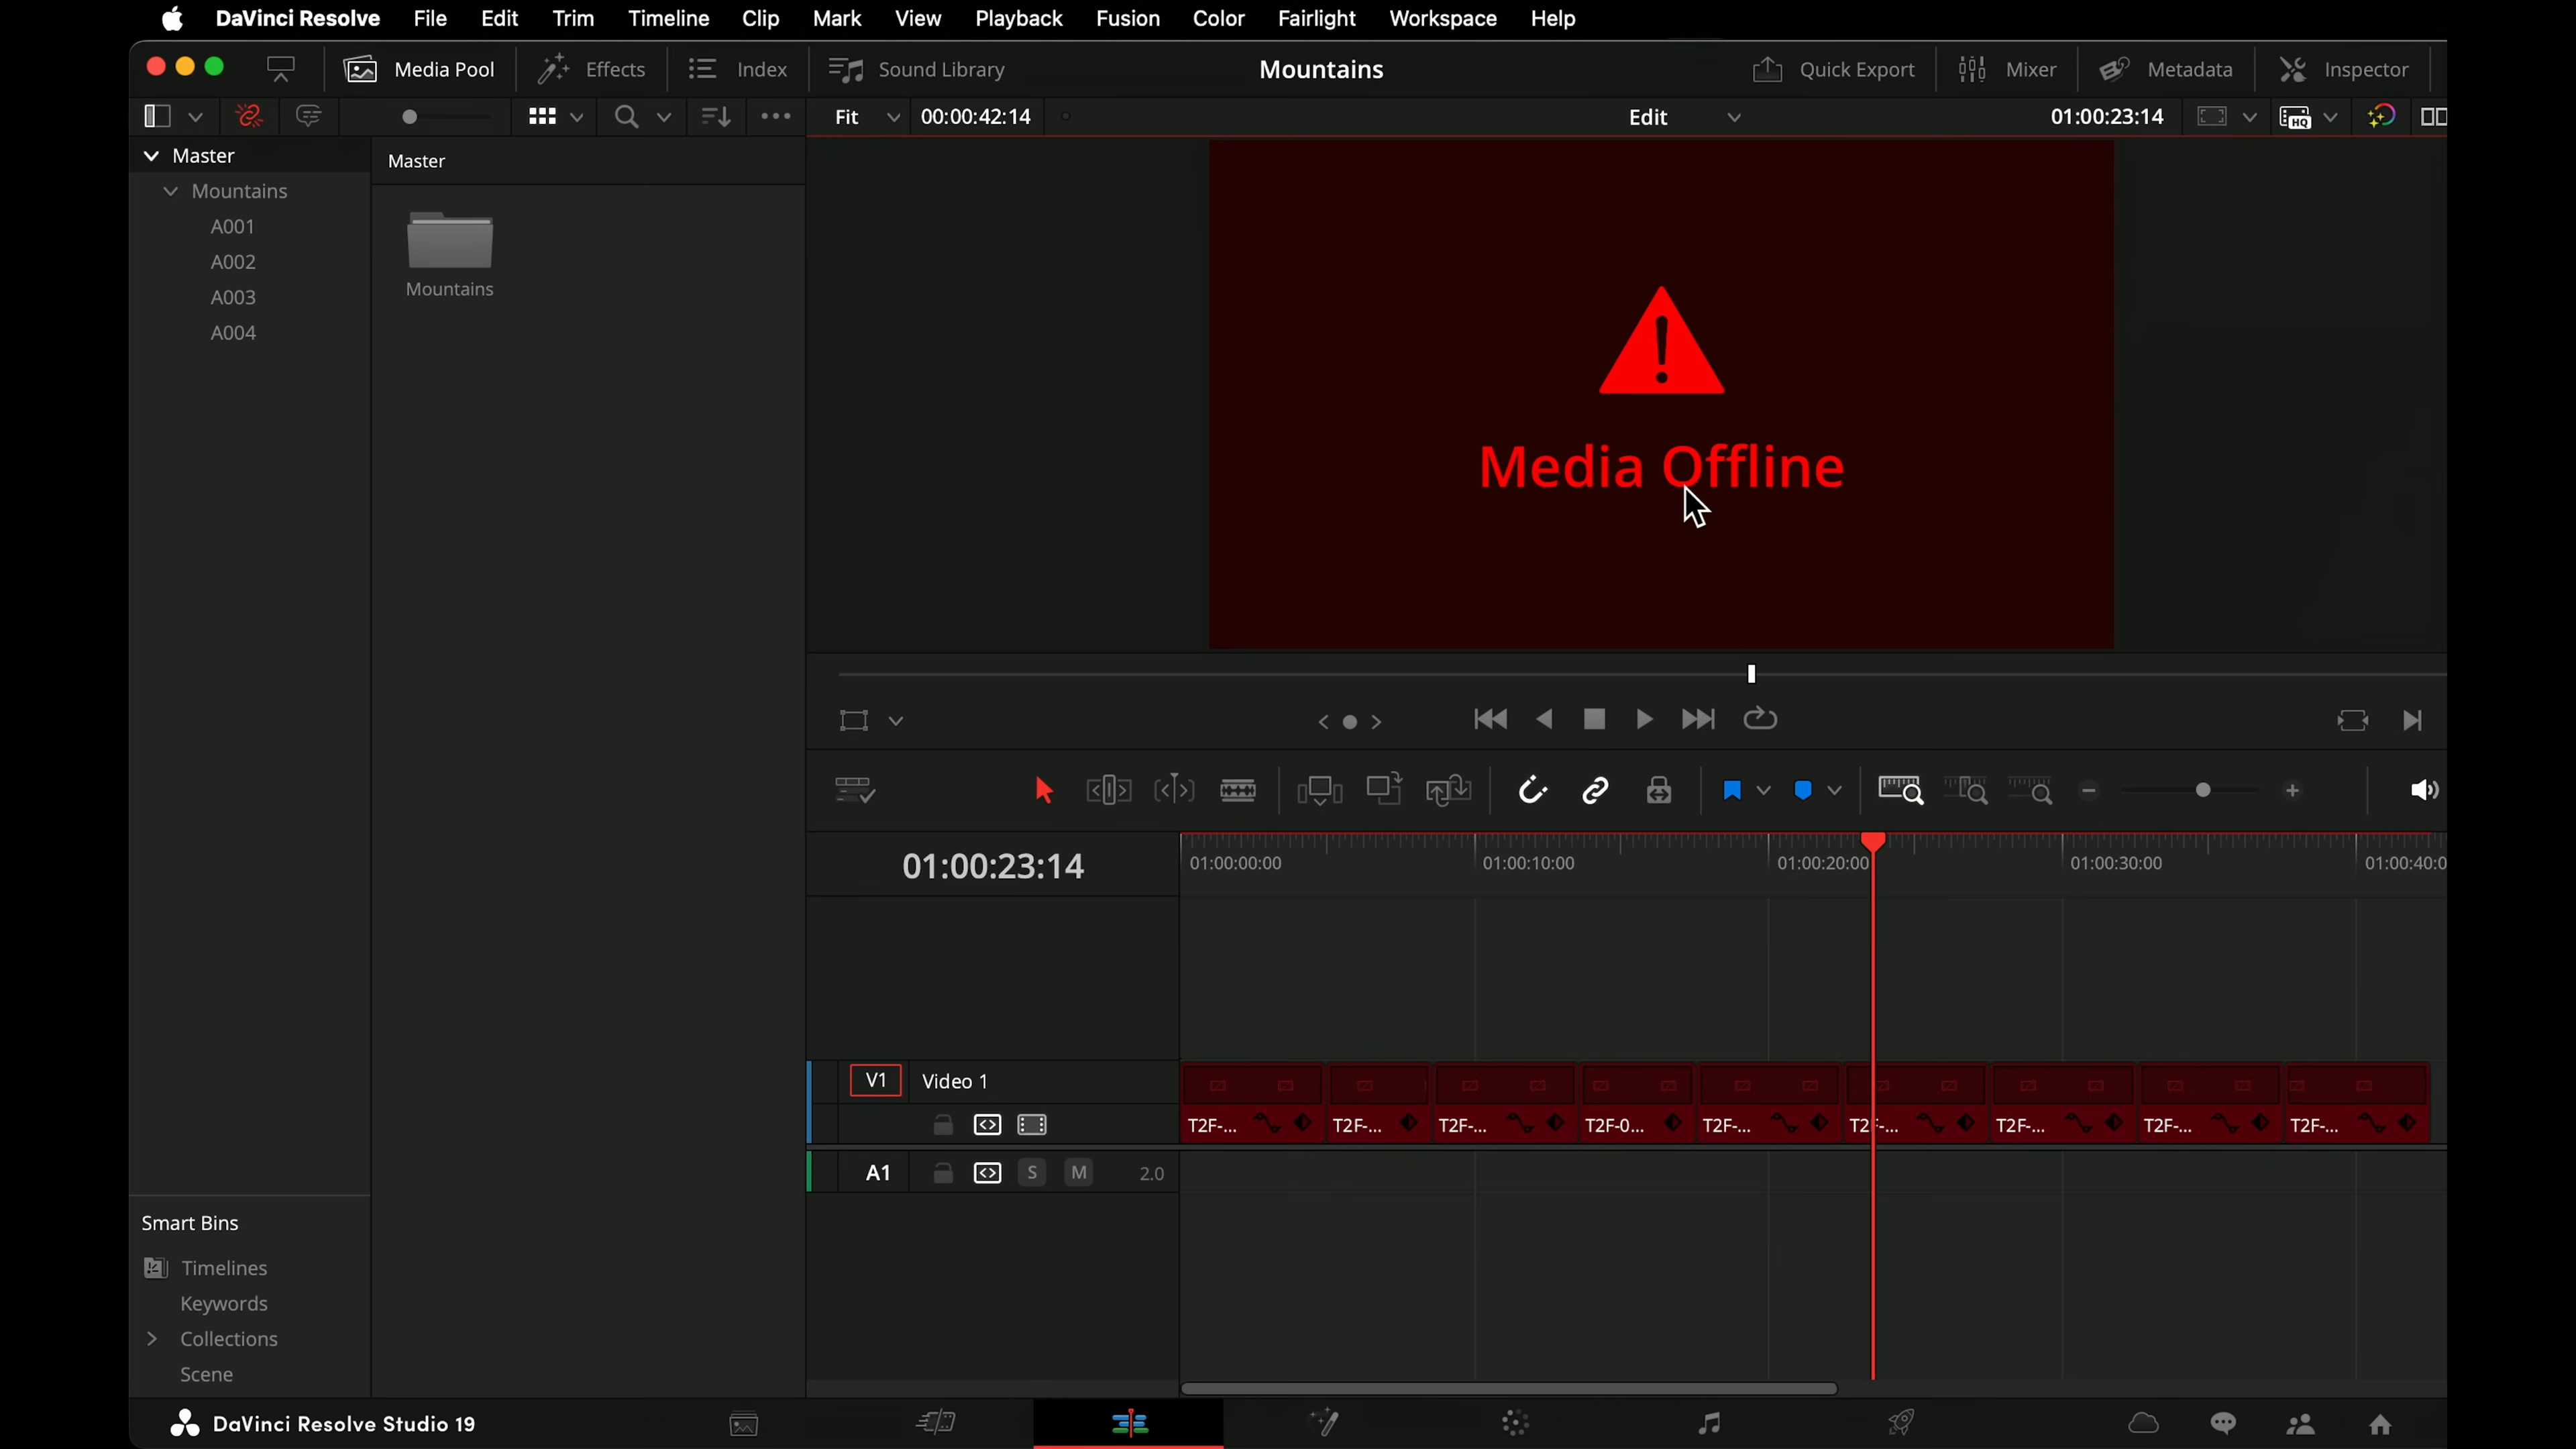 DaVinci Resolve File Edit Trim Timeline Clip Mark View Playback Fusion Color Fairlight Workspace Help
Media Pool Effects Index Sound Library Mountains Quick Export Mixer Metadata Inspector
Fit 00:00:42:14 Edit 01:00:23:14 HQ
Master
Mountains
A001
A002
A003
A004
Master
Mountains
Media Offline
01:00:23:14
01:00:00:00 01:00:10:00 01:00:20:00 01:00:30:00 01:00:40:0
V1 Video 1
T2F-... T2F-... T2F-... T2F-0... T2F-... T2F-... T2F-... T2F-... T2F-...
A1 S M 2.0
Smart Bins
Timelines
Keywords
Collections
Scene
DaVinci Resolve Studio 19